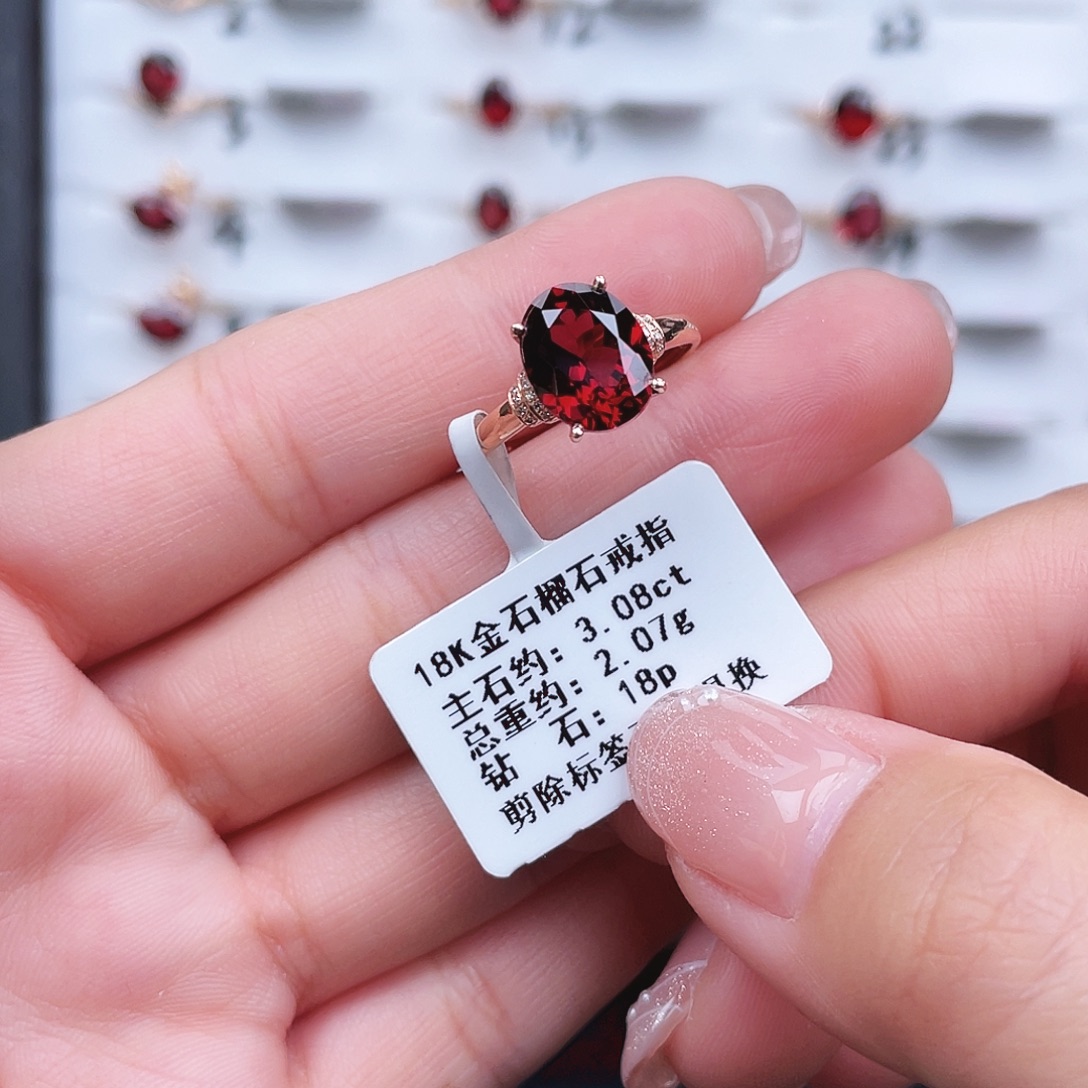 18K金石榴石戒指
主石约: 3.08ct
总重约: 2.07g
钻 石: 18p
剪除标签 换